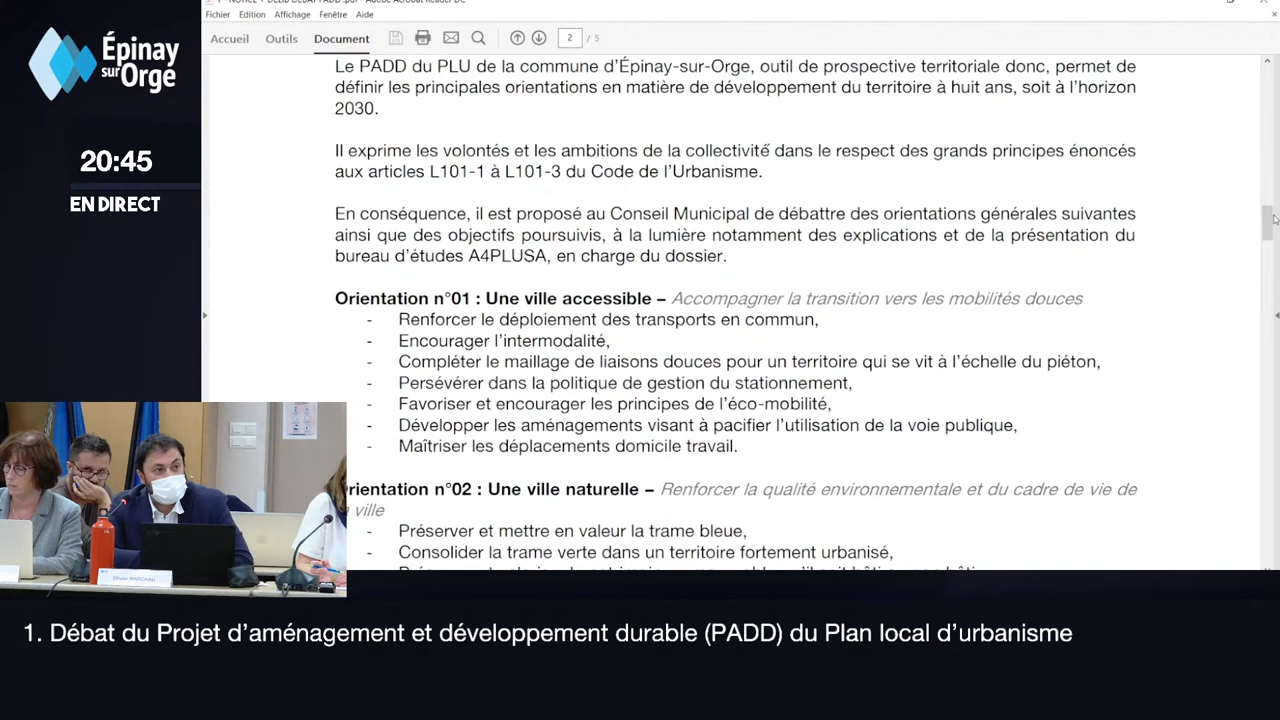 Épinay
sur Orge
20:45
EN DIRECT
Fichier Edition Affichage Fenêtre Aide
Accueil Outils Document
2 / 5
Le PADD du PLU de la commune d’Épinay-sur-Orge, outil de prospective territoriale donc, permet de
définir les principales orientations en matière de développement du territoire à huit ans, soit à l’horizon
2030.
Il exprime les volontés et les ambitions de la collectivité dans le respect des grands principes énoncés
aux articles L101-1 à L101-3 du Code de l’Urbanisme.
En conséquence, il est proposé au Conseil Municipal de débattre des orientations générales suivantes
ainsi que des objectifs poursuivis, à la lumière notamment des explications et de la présentation du
bureau d’études A4PLUSA, en charge du dossier.
Orientation n°01 : Une ville accessible – Accompagner la transition vers les mobilités douces
- Renforcer le déploiement des transports en commun,
- Encourager l’intermodalité,
- Compléter le maillage de liaisons douces pour un territoire qui se vit à l’échelle du piéton,
- Persévérer dans la politique de gestion du stationnement,
- Favoriser et encourager les principes de l’éco-mobilité,
- Développer les aménagements visant à pacifier l’utilisation de la voie publique,
- Maîtriser les déplacements domicile travail.
rientation n°02 : Une ville naturelle – Renforcer la qualité environnementale et du cadre de vie de
ville
- Préserver et mettre en valeur la trame bleue,
- Consolider la trame verte dans un territoire fortement urbanisé,
Olivier MARCHAU
1. Débat du Projet d’aménagement et développement durable (PADD) du Plan local d’urbanisme